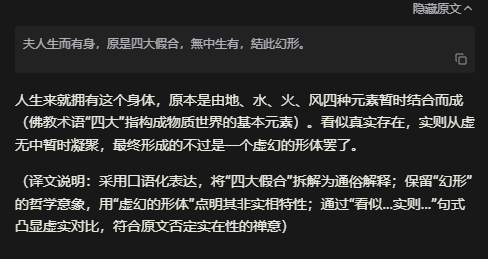 隐藏原文
夫人生而有身，原是四大假合，無中生有，結此幻形。
人生来就拥有这个身体，原本是由地、水、火、风四种元素暂时结合而成
（佛教术语“四大”指构成物质世界的基本元素）。看似真实存在，实则从虚
无中暂时凝聚，最终形成的不过是一个虚幻的形体罢了。
（译文说明：采用口语化表达，将“四大假合”拆解为通俗解释；保留“幻形”
的哲学意象，用“虚幻的形体”点明其非实相特性；通过“看似...实则...”句式
凸显虚实对比，符合原文否定实在性的禅意）